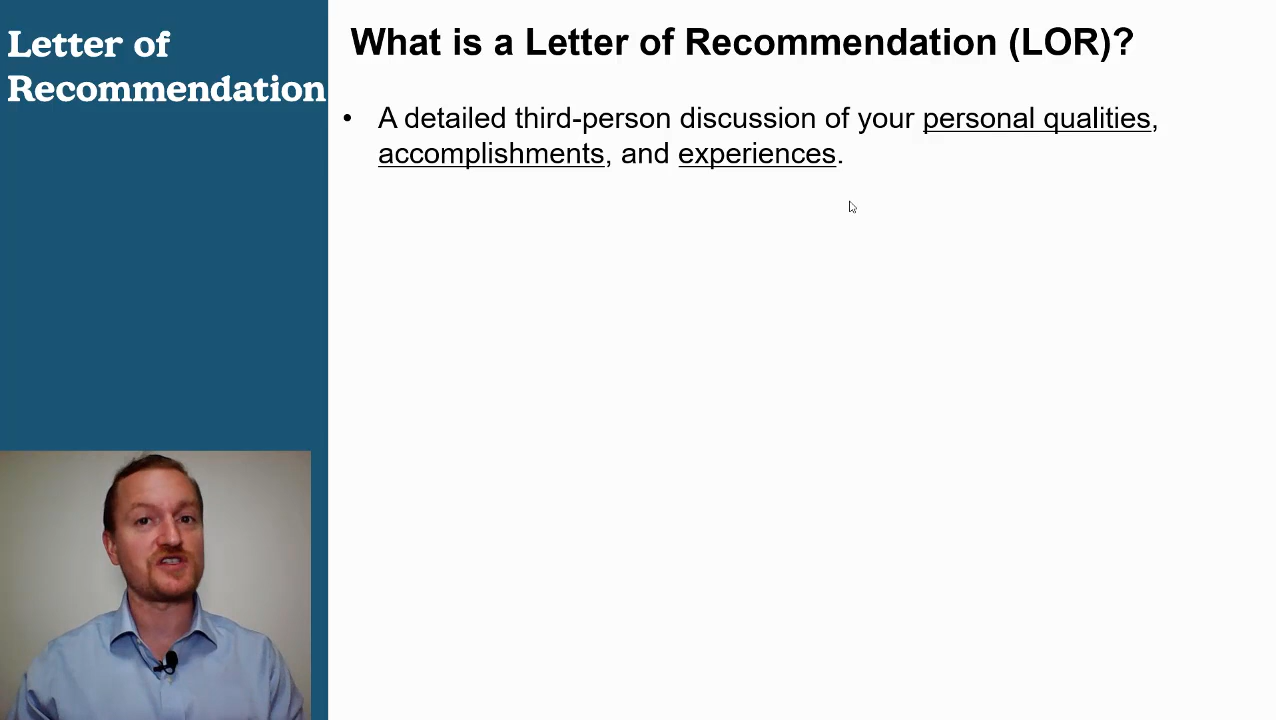 Letter of
Recommendation
What is a Letter of Recommendation (LOR)?
• A detailed third-person discussion of your personal qualities,
accomplishments, and experiences.